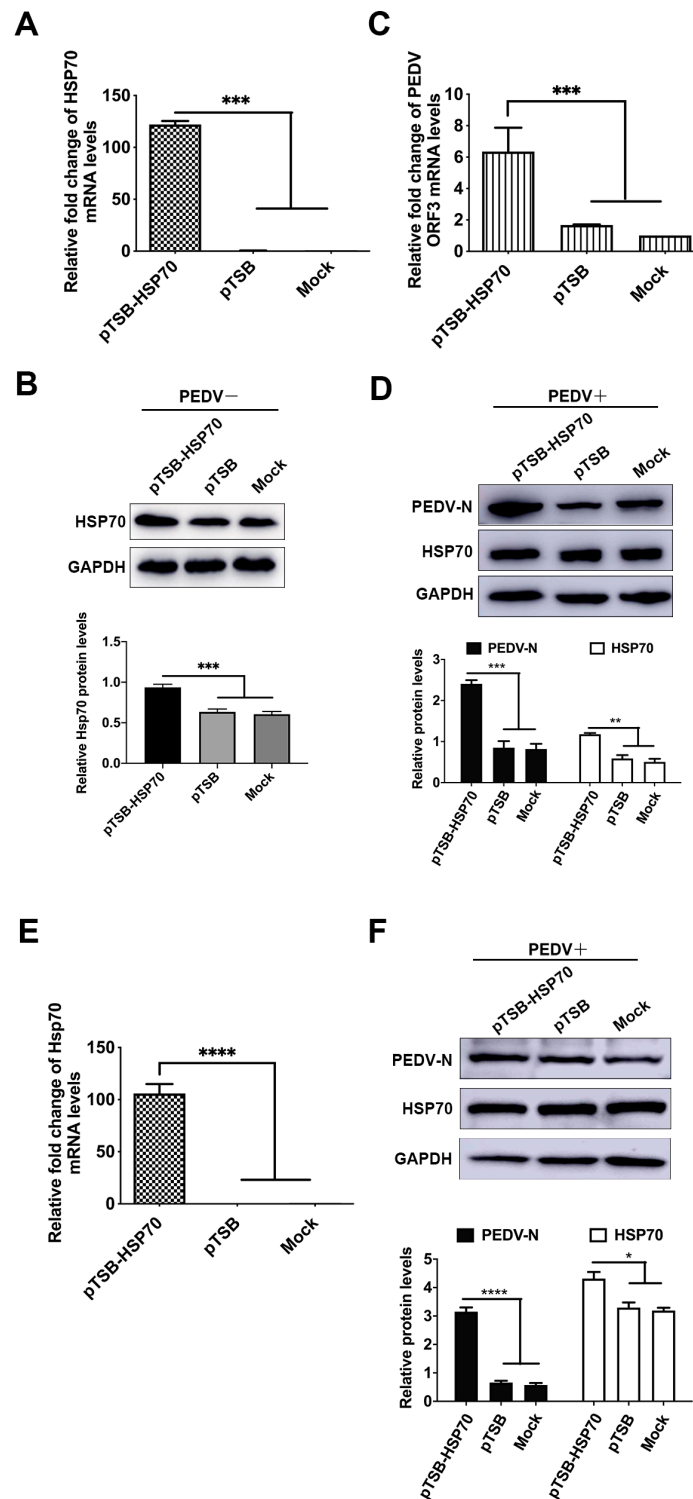 A
Relative fold change of HSP70
mRNA levels
150
100
50
0
***
pTSB-HSP70
pTSB
Mock
C
Relative fold change of PEDV
ORF3 mRNA levels
10
8
6
4
2
0
***
pTSB-HSP70
pTSB
Mock
B
PEDV−
pTSB-HSP70
pTSB
Mock
HSP70
GAPDH
Relative Hsp70 protein levels
1.5
1.0
0.5
0.0
***
pTSB-HSP70
pTSB
Mock
D
PEDV+
pTSB-HSP70
pTSB
Mock
PEDV-N
HSP70
GAPDH
PEDV-N
HSP70
Relative protein levels
3
2
1
0
***
**
pTSB-HSP70
pTSB
Mock
pTSB-HSP70
pTSB
Mock
E
Relative fold change of Hsp70
mRNA levels
150
100
50
0
****
pTSB-HSP70
pTSB
Mock
F
PEDV+
pTSB-HSP70
pTSB
Mock
PEDV-N
HSP70
GAPDH
PEDV-N
HSP70
Relative protein levels
5
4
3
2
1
0
****
*
pTSB-HSP70
pTSB
Mock
pTSB-HSP70
pTSB
Mock